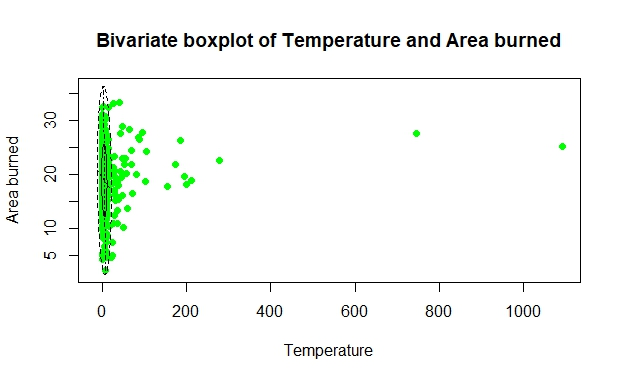 Bivariate boxplot of Temperature and Area burned
Area burned
30
20
10
5
0 200 400 600 800 1000
Temperature